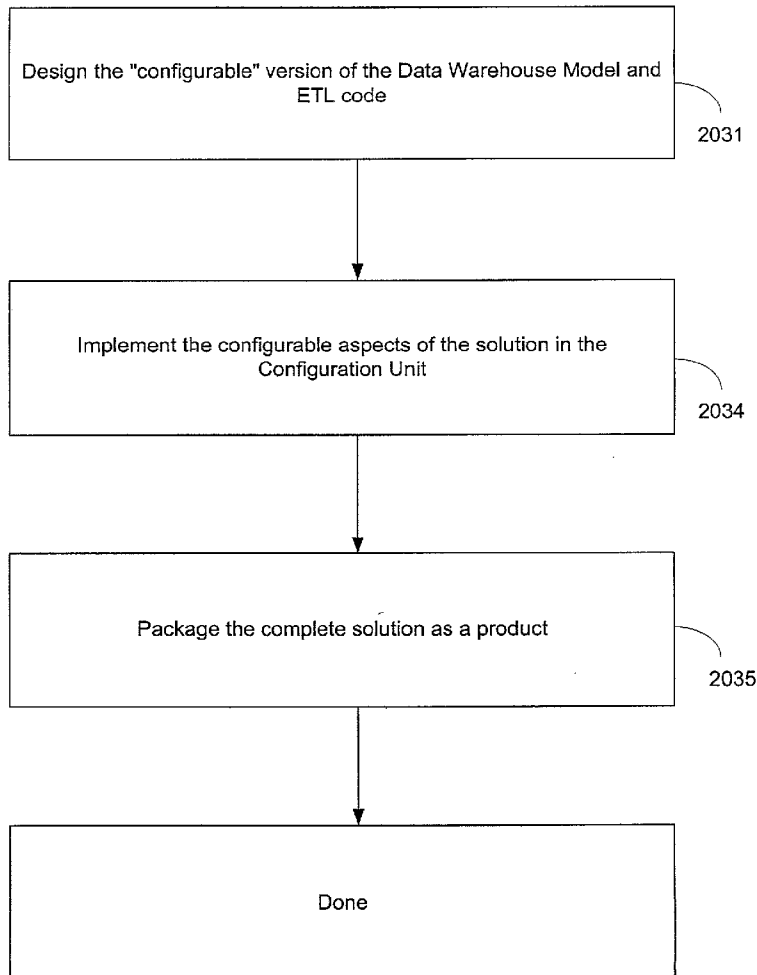 Design the "configurable" version of the Data Warehouse Model and
ETL code
2031
Implement the configurable aspects of the solution in the
Configuration Unit
2034
Package the complete solution as a product
2035
Done